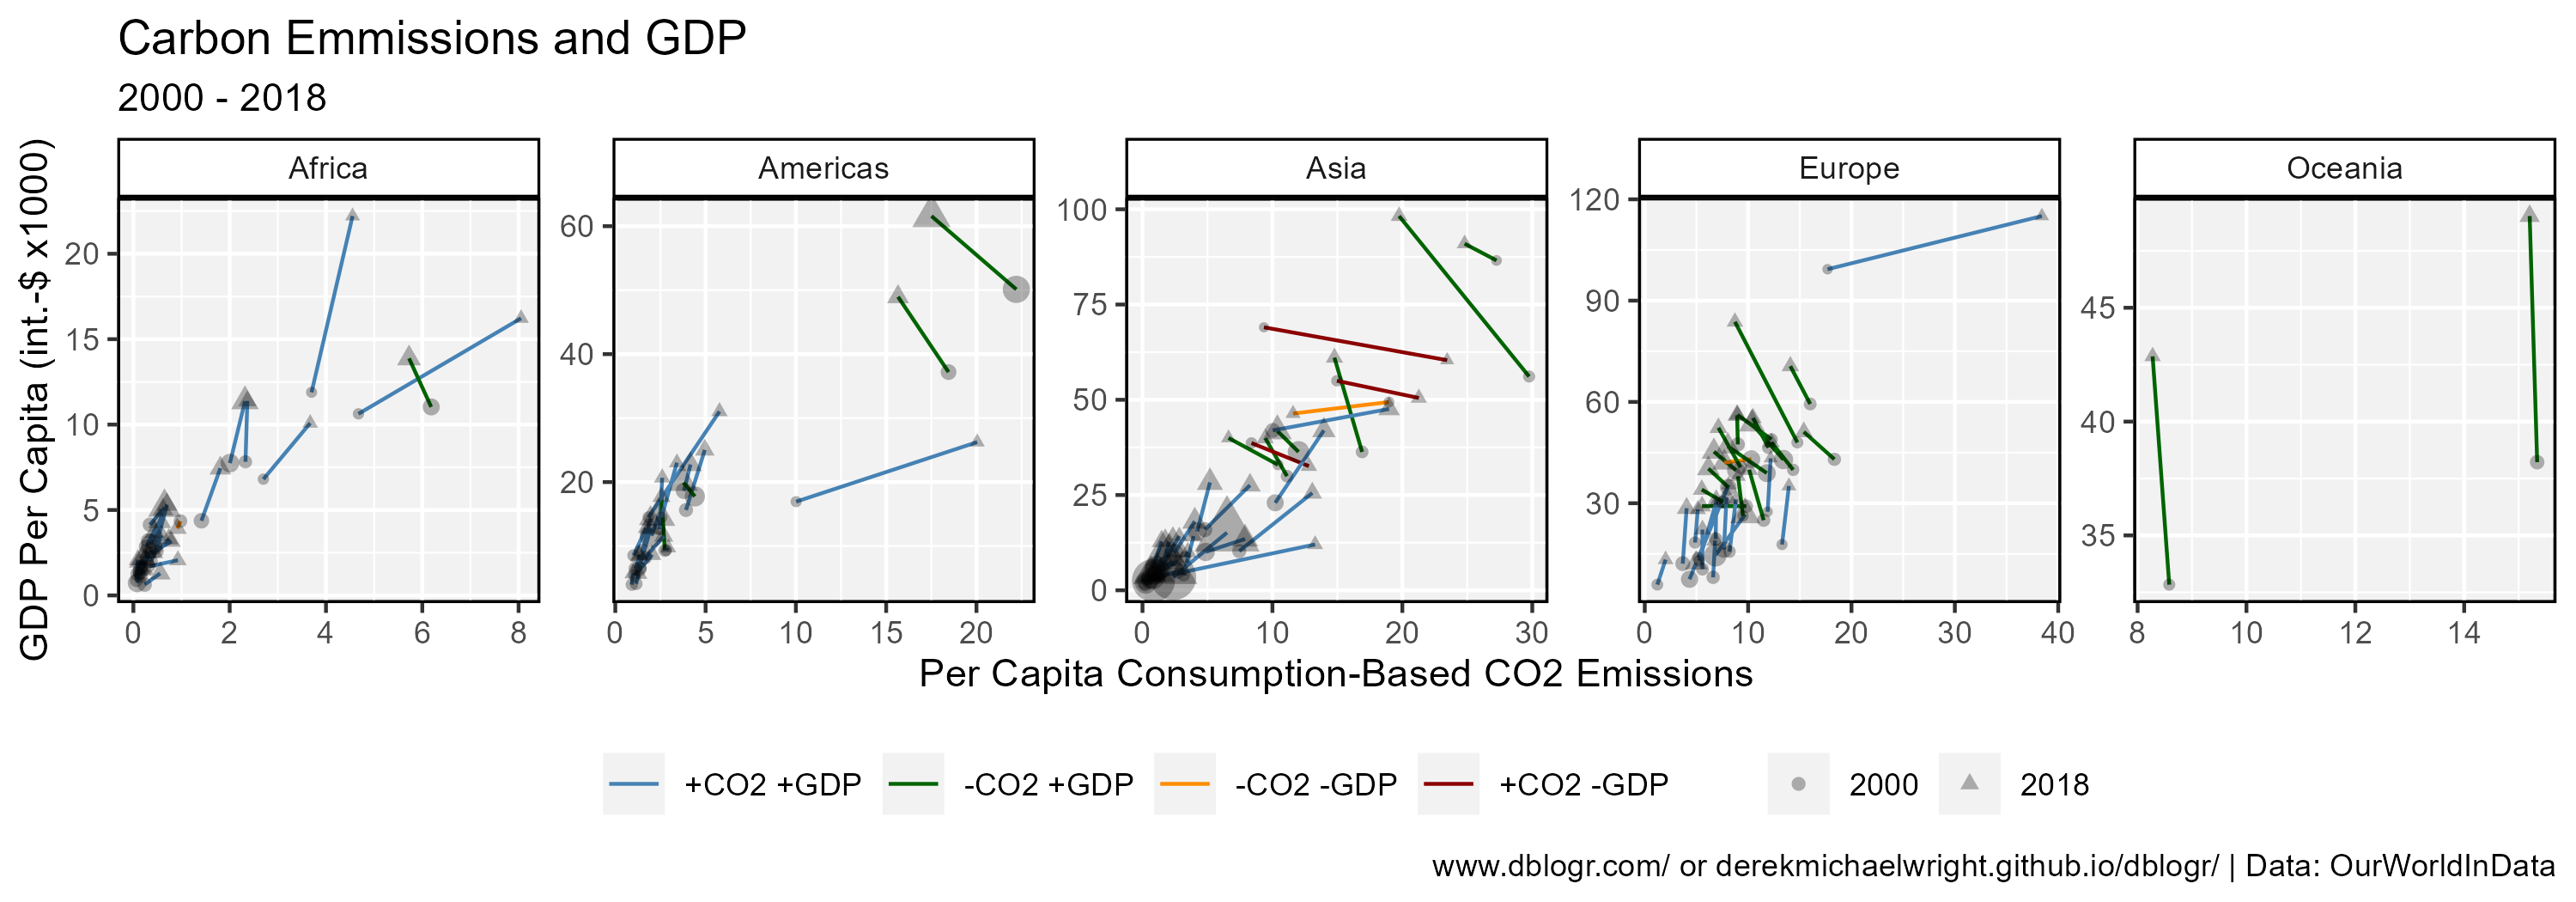 Carbon Emmissions and GDP
2000 - 2018
GDP Per Capita (int.-$ x1000)
Africa
Americas
Asia
Europe
Oceania
20
15
10
5
0
0 2 4 6 8
60
40
20
0 5 10 15 20
100
75
50
25
0
0 10 20 30
120
90
60
30
0 10 20 30 40
45
40
35
8 10 12 14
Per Capita Consumption-Based CO2 Emissions
+CO2 +GDP -CO2 +GDP -CO2 -GDP +CO2 -GDP 2000 2018
www.dblogr.com/ or derekmichaelwright.github.io/dblogr/ | Data: OurWorldInData